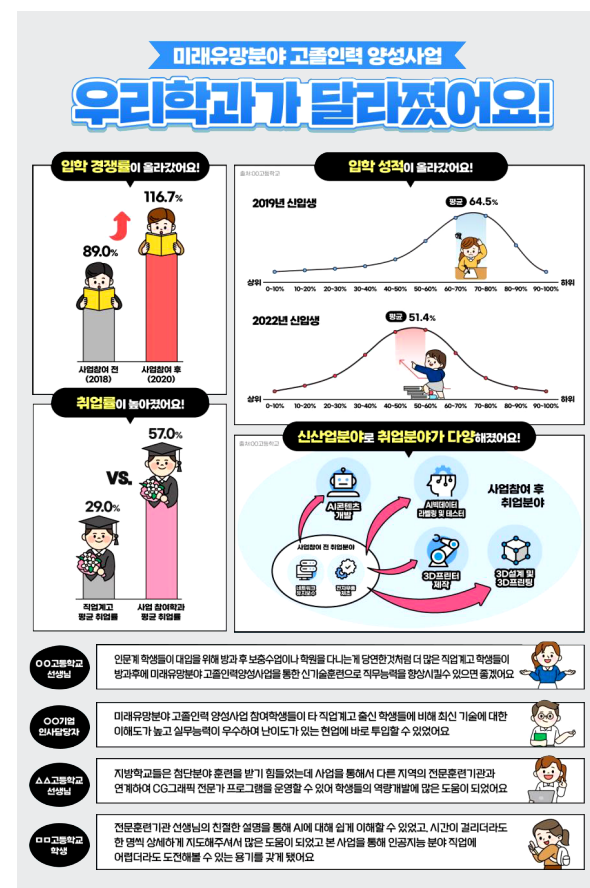 미래유망분야 고졸인력 양성사업
우리학과가 달라졌어요!
입학 경쟁률이 올라갔어요!
116.7%
89.0%
사업참여 전
(2018)
사업참여 후
(2020)
입학 성적이 올라갔어요!
출처 OO고등학교
2019년 신입생
평균 64.5%
상위
0-10% 10-20% 20-30% 30-40% 40-50% 50-60% 60-70% 70-80% 80-90% 90-100%
하위
2022년 신입생
평균 51.4%
상위
0-10% 10-20% 20-30% 30-40% 40-50% 50-60% 60-70% 70-80% 80-90% 90-100%
하위
취업률이 높아졌어요!
57.0%
VS.
29.0%
직업계고
평균 취업률
사업 참여학과
평균 취업률
신산업분야로 취업분야가 다양해졌어요!
출처 OO고등학교
사업참여 후
취업분야
AI콘텐츠
개발
AI빅데이터
라벨링 및 테스터
사업참여 전 취업분야
3D프린터
제작
3D설계 및
3D프린팅
OO고등학교
선생님
인문계 학생들이 대입을 위해 방과 후 보충수업이나 학원을 다니는게 당연한것처럼 더 많은 직업계고 학생들이
방과후에 미래유망분야 고졸인력양성사업을 통한 신기술훈련으로 직무능력을 향상시킬수 있으면 좋겠어요
OO기업
인사담당자
미래유망분야 고졸인력 양성사업 참여학생들이 타 직업계고 출신 학생들에 비해 최신 기술에 대한
이해도가 높고 실무능력이 우수하여 난이도가 있는 현업에 바로 투입할 수 있었어요
△△고등학교
선생님
지방학교들은 첨단분야 훈련을 받기 힘들었는데 사업을 통해서 다른 지역의 전문훈련기관과
연계하여 CG그래픽 전문가 프로그램을 운영할 수 있어 학생들의 역량개발에 많은 도움이 되었어요
ㅁㅁ고등학교
학생
전문훈련기관 선생님의 친절한 설명을 통해 AI에 대해 쉽게 이해할 수 있었고, 시간이 걸리더라도
한 명씩 상세하게 지도해주셔서 많은 도움이 되었고 본 사업을 통해 인공지능 분야 직업에
어렵더라도 도전해볼 수 있는 용기를 갖게 됐어요